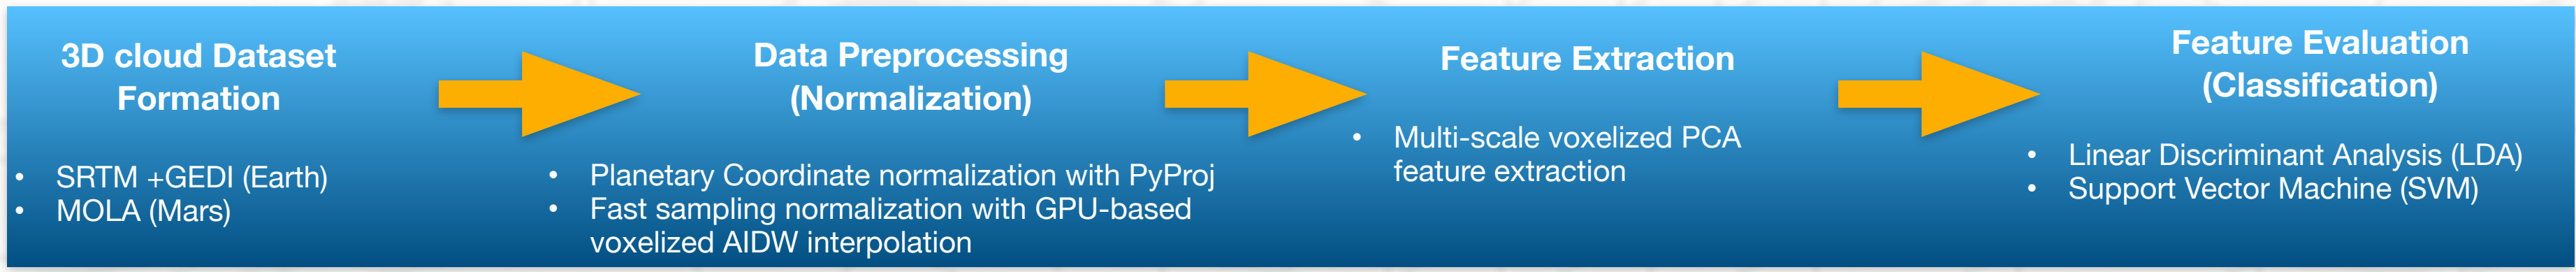 3D cloud Dataset
Formation
• SRTM +GEDI (Earth)
• MOLA (Mars)
Data Preprocessing
(Normalization)
• Planetary Coordinate normalization with PyProj
• Fast sampling normalization with GPU-based
voxelized AIDW interpolation
Feature Extraction
• Multi-scale voxelized PCA
feature extraction
Feature Evaluation
(Classification)
• Linear Discriminant Analysis (LDA)
• Support Vector Machine (SVM)